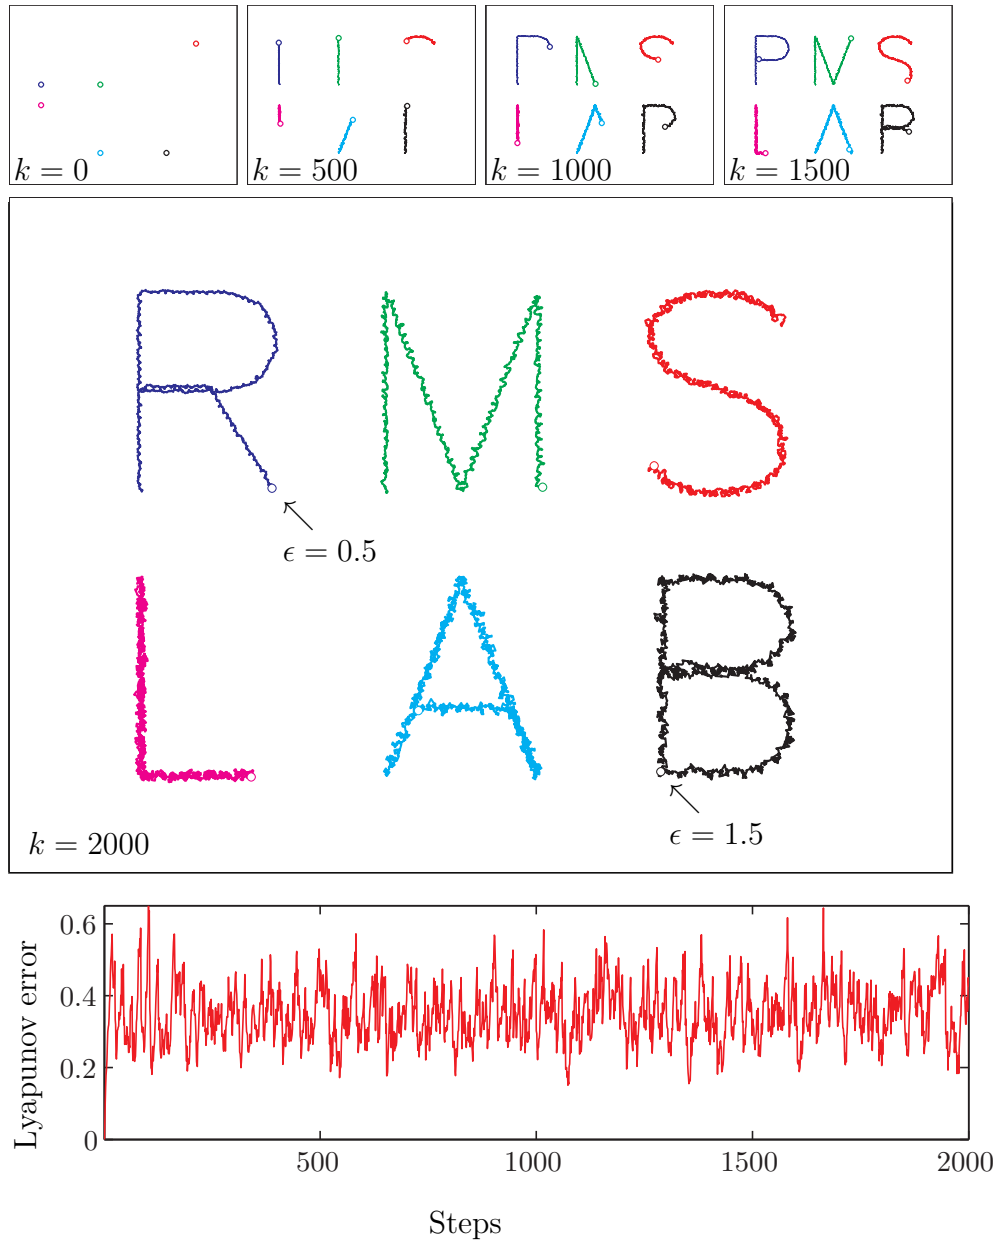 k = 0
k = 500
k = 1000
k = 1500
RMS
ϵ = 0.5
LAB
ϵ = 1.5
k = 2000
Lyapunov error
0.6
0.4
0.2
0
500
1000
1500
2000
Steps